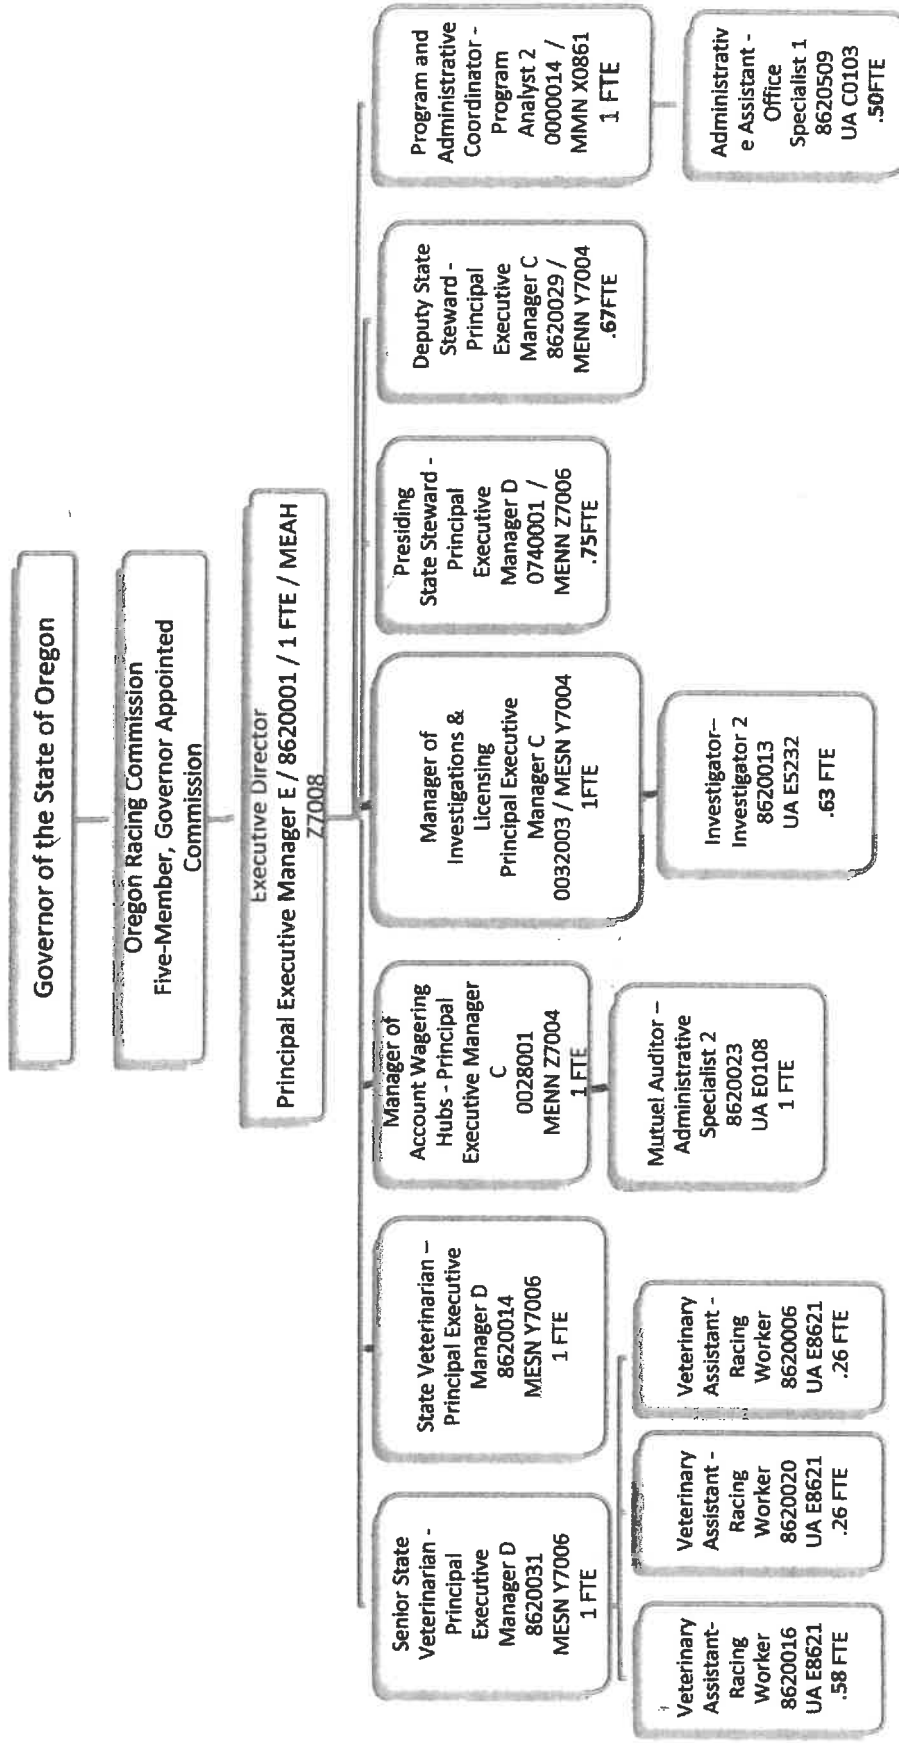 Governor of the State of Oregon
Oregon Racing Commission
Five-Member, Governor Appointed
Commission
Executive Director
Principal Executive Manager E / 8620001 / 1 FTE / MEAH
Z7008
Senior State
Veterinarian -
Principal
Executive
Manager D
8620031
MESN Y7006
1 FTE
State Veterinarian –
Principal Executive
Manager D
8620014
MESN Y7006
1 FTE
Manager of
Account Wagering
Hubs - Principal
Executive Manager
C
0028001
MENN Z7004
1 FTE
Manager of
Investigations &
Licensing
Principal Executive
Manager C
0032003 / MESN Y7004
1FTE
Presiding
State Steward -
Principal
Executive
Manager D
0740001 /
MENN Z7006
.75FTE
Deputy State
Steward -
Principal
Executive
Manager C
8620029 /
MENN Y7004
.67FTE
Program and
Administrative
Coordinator -
Program
Analyst 2
0000014 /
MMN X0861
1 FTE
Veterinary
Assistant-
Racing
Worker
8620016
UA E8621
.58 FTE
Veterinary
Assistant -
Racing
Worker
8620020
UA E8621
.26 FTE
Veterinary
Assistant -
Racing
Worker
8620006
UA E8621
.26 FTE
Mutuel Auditor –
Administrative
Specialist 2
8620023
UA E0108
1 FTE
Investigator–
Investigator 2
8620013
UA E5232
.63 FTE
Administrativ
e Assistant -
Office
Specialist 1
8620509
UA C0103
.50FTE